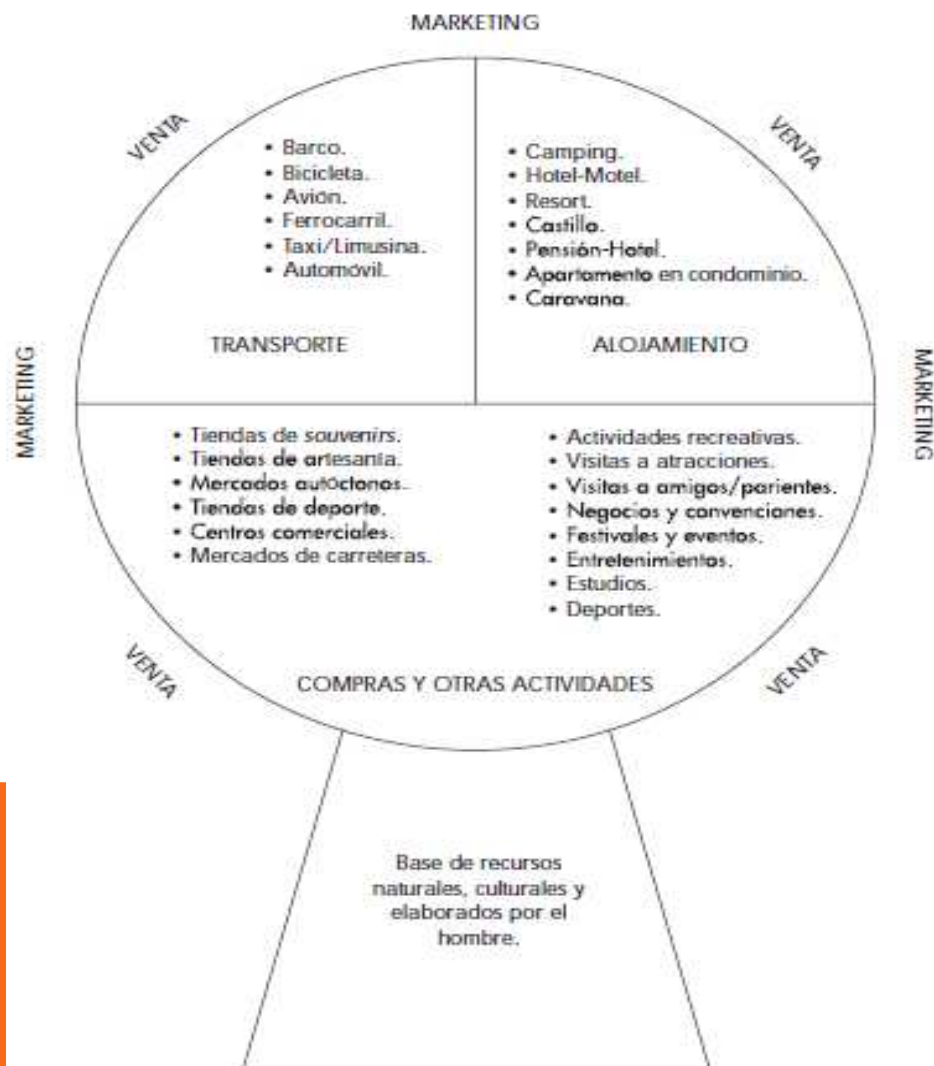 MARKETING
VENTA
VENTA
• Barco.
• Bicicleta.
• Avión.
• Ferrocarril.
• Taxi/Limusina.
• Automóvil.
TRANSPORTE
• Camping.
• Hotel-Motel.
• Resort.
• Castillo.
• Pensión-Hotel.
• Apartamento en condominio.
• Caravana.
ALOJAMIENTO
MARKETING
MARKETING
• Tiendas de souvenirs.
• Tiendas de artesanía.
• Mercados autóctonos.
• Tiendas de deporte.
• Centros comerciales.
• Mercados de carreteras.
• Actividades recreativas.
• Visitas a atracciones.
• Visitas a amigos/parientes.
• Negocios y convenciones.
• Festivales y eventos.
• Entretenimientos.
• Estudios.
• Deportes.
VENTA
COMPRAS Y OTRAS ACTIVIDADES
VENTA
Base de recursos
naturales, culturales y
elaborados por el
hombre.